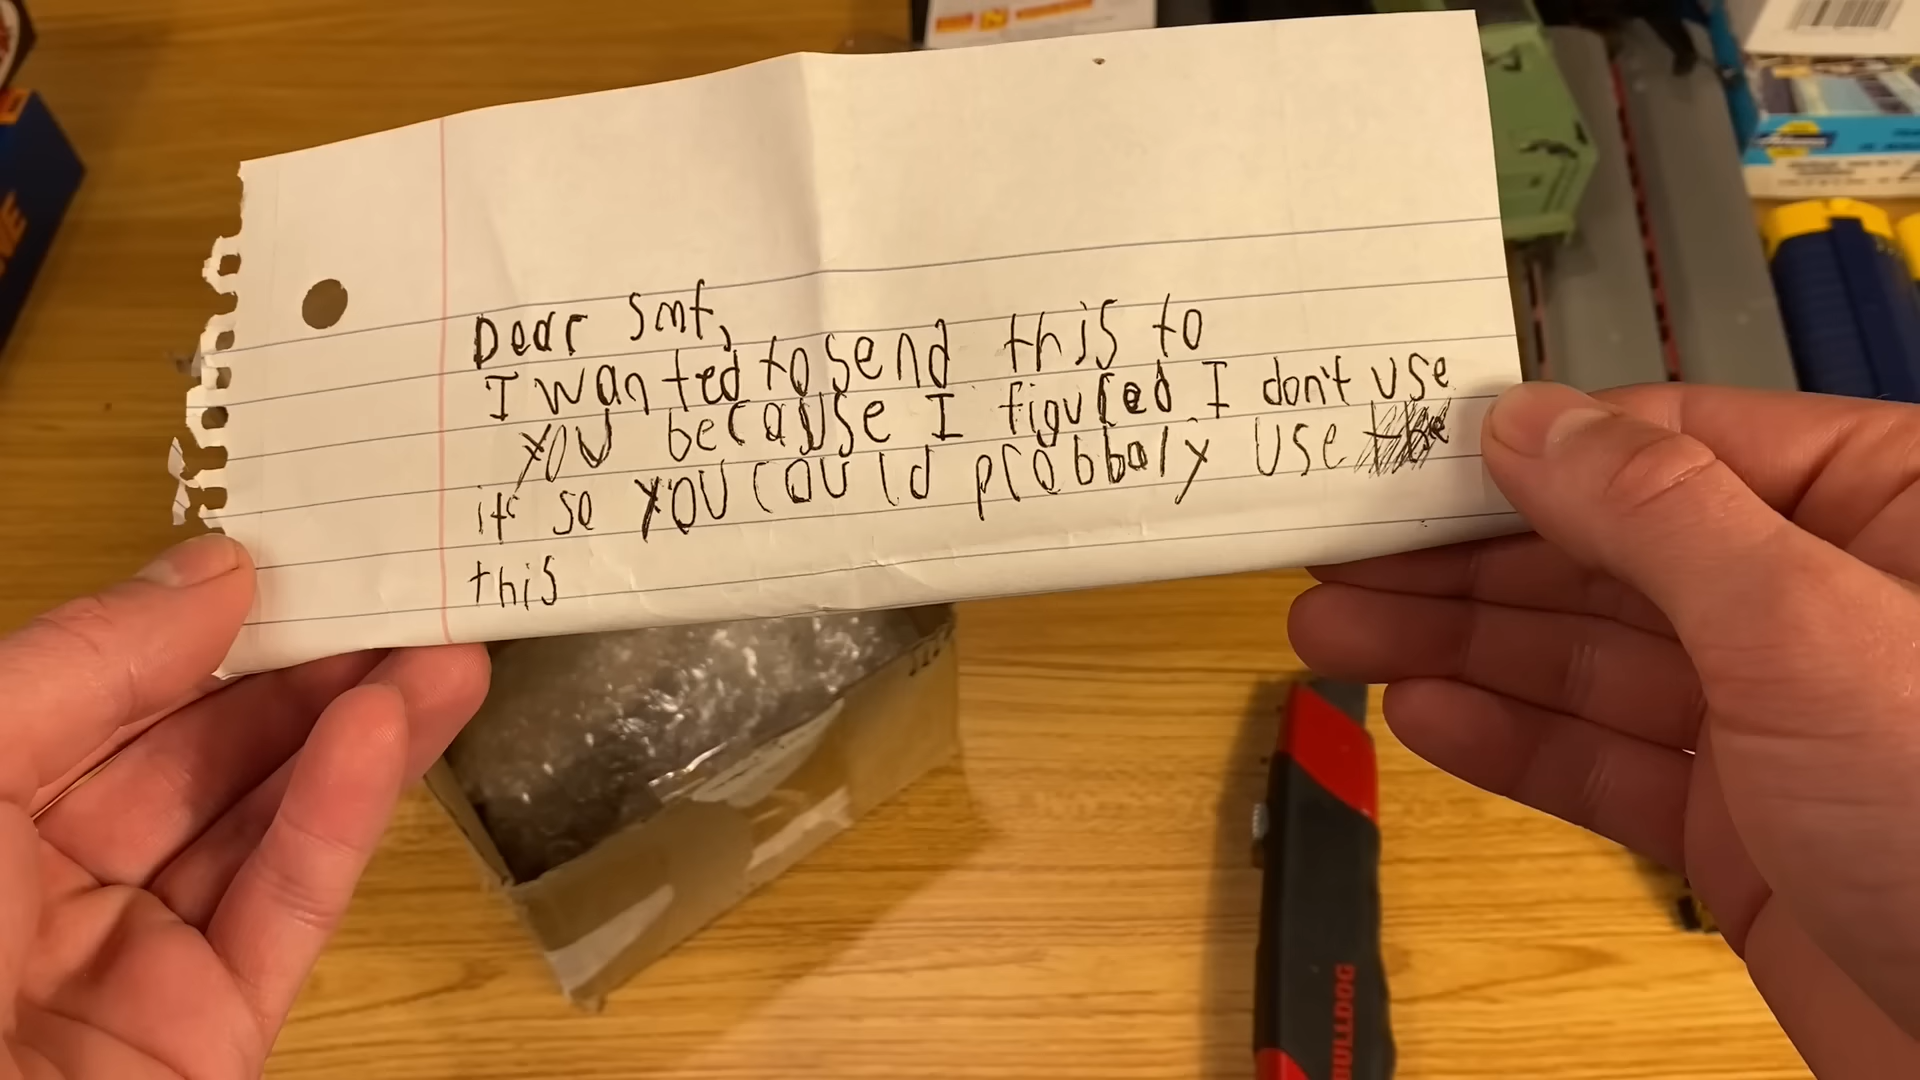 Dear Smf,
I wanted to send this to
you because I figured I don't use
it so you could probbaly use
this
BULLDOG